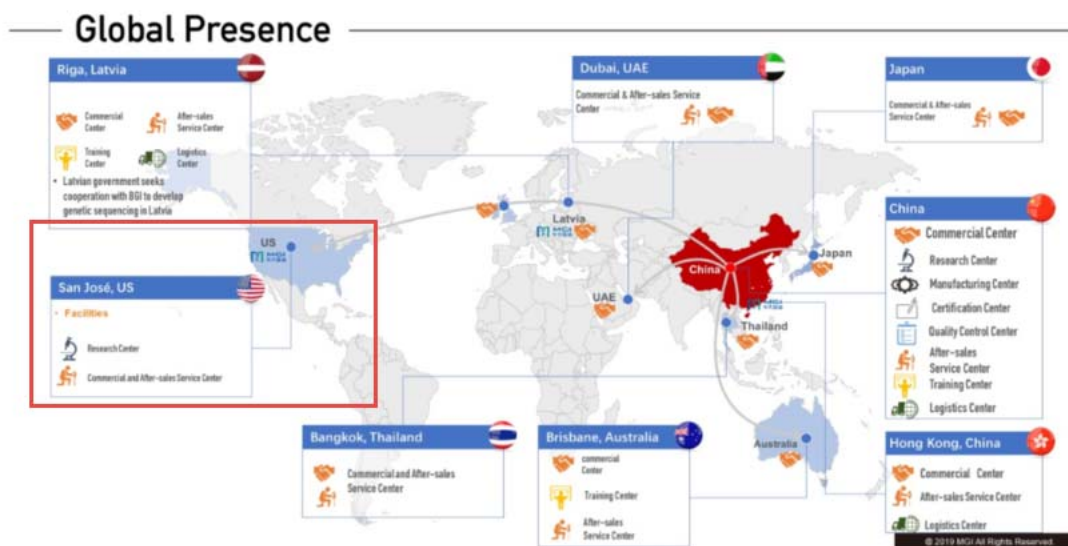 Global Presence
Riga, Latvia
Commercial
Center
After-sales
Service Center
Training
Center
Logistics
Center
• Latvian government seeks
cooperation with BGI to develop
genetic sequencing in Latvia
Dubai, UAE
Commercial & After-sales Service
Center
Japan
Commercial & After-sales
Service Center
China
Commercial Center
Research Center
Manufacturing Center
Certification Center
Quality Control Center
After-sales
Service Center
Training Center
Logistics Center
US
Latvia
China
Japan
UAE
Thailand
Australia
San José, US
• Facilities
Research Center
Commercial and After-sales Service Center
Bangkok, Thailand
Commercial and After-sales
Service Center
Brisbane, Australia
commercial
Center
Training Center
After-sales
Service Center
Hong Kong, China
Commercial Center
After-sales Service Center
Logistics Center
© 2019 MGI All Rights Reserved.